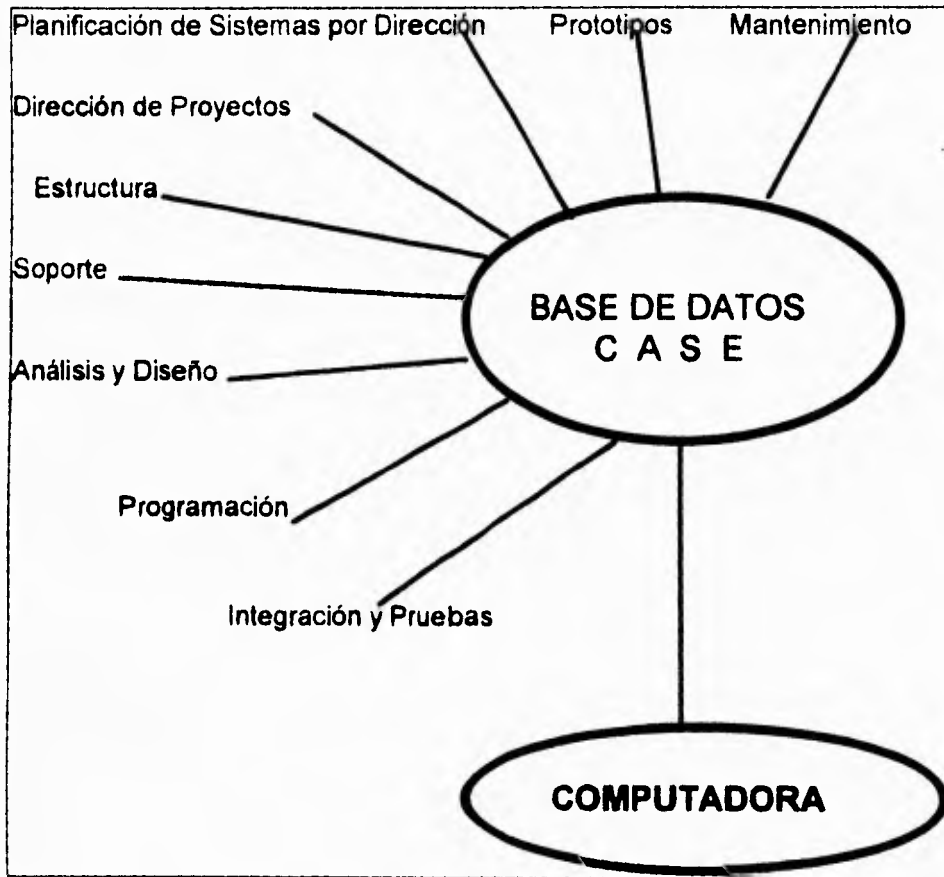 Planificación de Sistemas por Dirección Prototipos Mantenimiento
Dirección de Proyectos
Estructura
Soporte
BASE DE DATOS
C A S E
Análisis y Diseño
Programación
Integración y Pruebas
COMPUTADORA